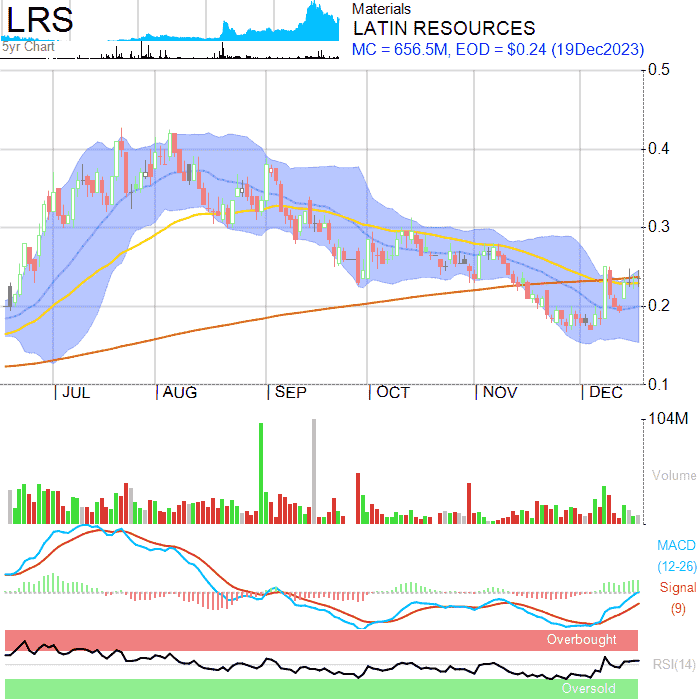 LRS
5yr Chart
Materials
LATIN RESOURCES
MC = 656.5M, EOD = $0.24 (19Dec2023)
0.5
0.4
0.3
0.2
0.1
JUL
AUG
SEP
OCT
NOV
DEC
104M
Volume
MACD
(12-26)
Signal
(9)
Overbought
RSI(14)
Oversold